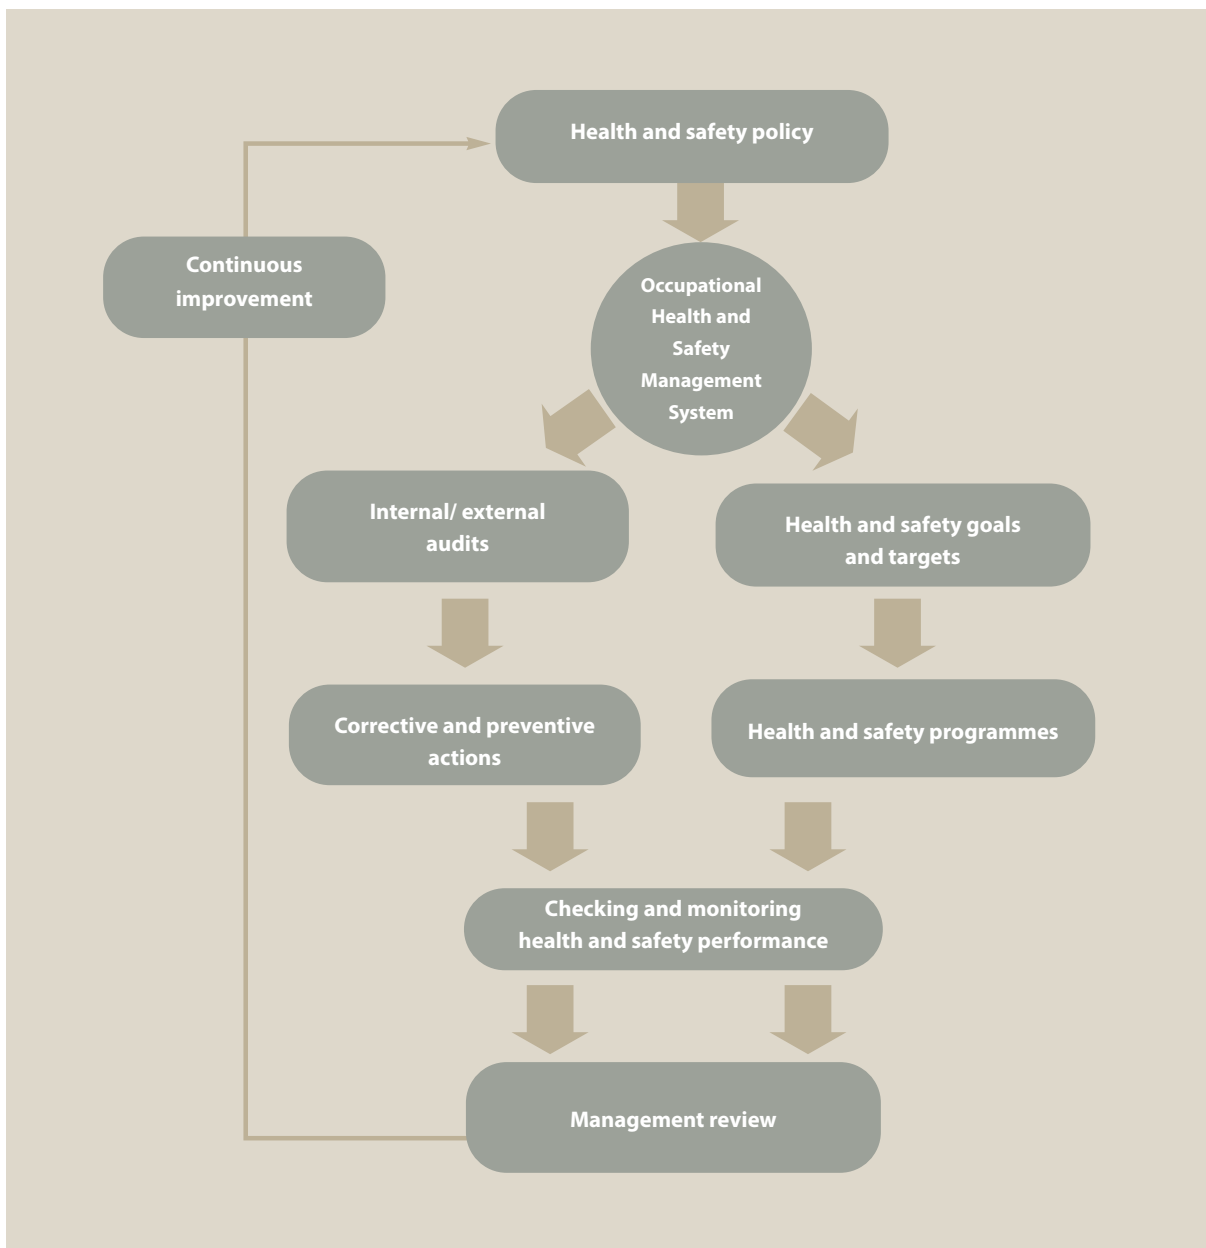 Health and safety policy
Continuous
improvement
Occupational
Health and
Safety
Management
System
Internal/ external
audits
Health and safety goals
and targets
Corrective and preventive
actions
Health and safety programmes
Checking and monitoring
health and safety performance
Management review